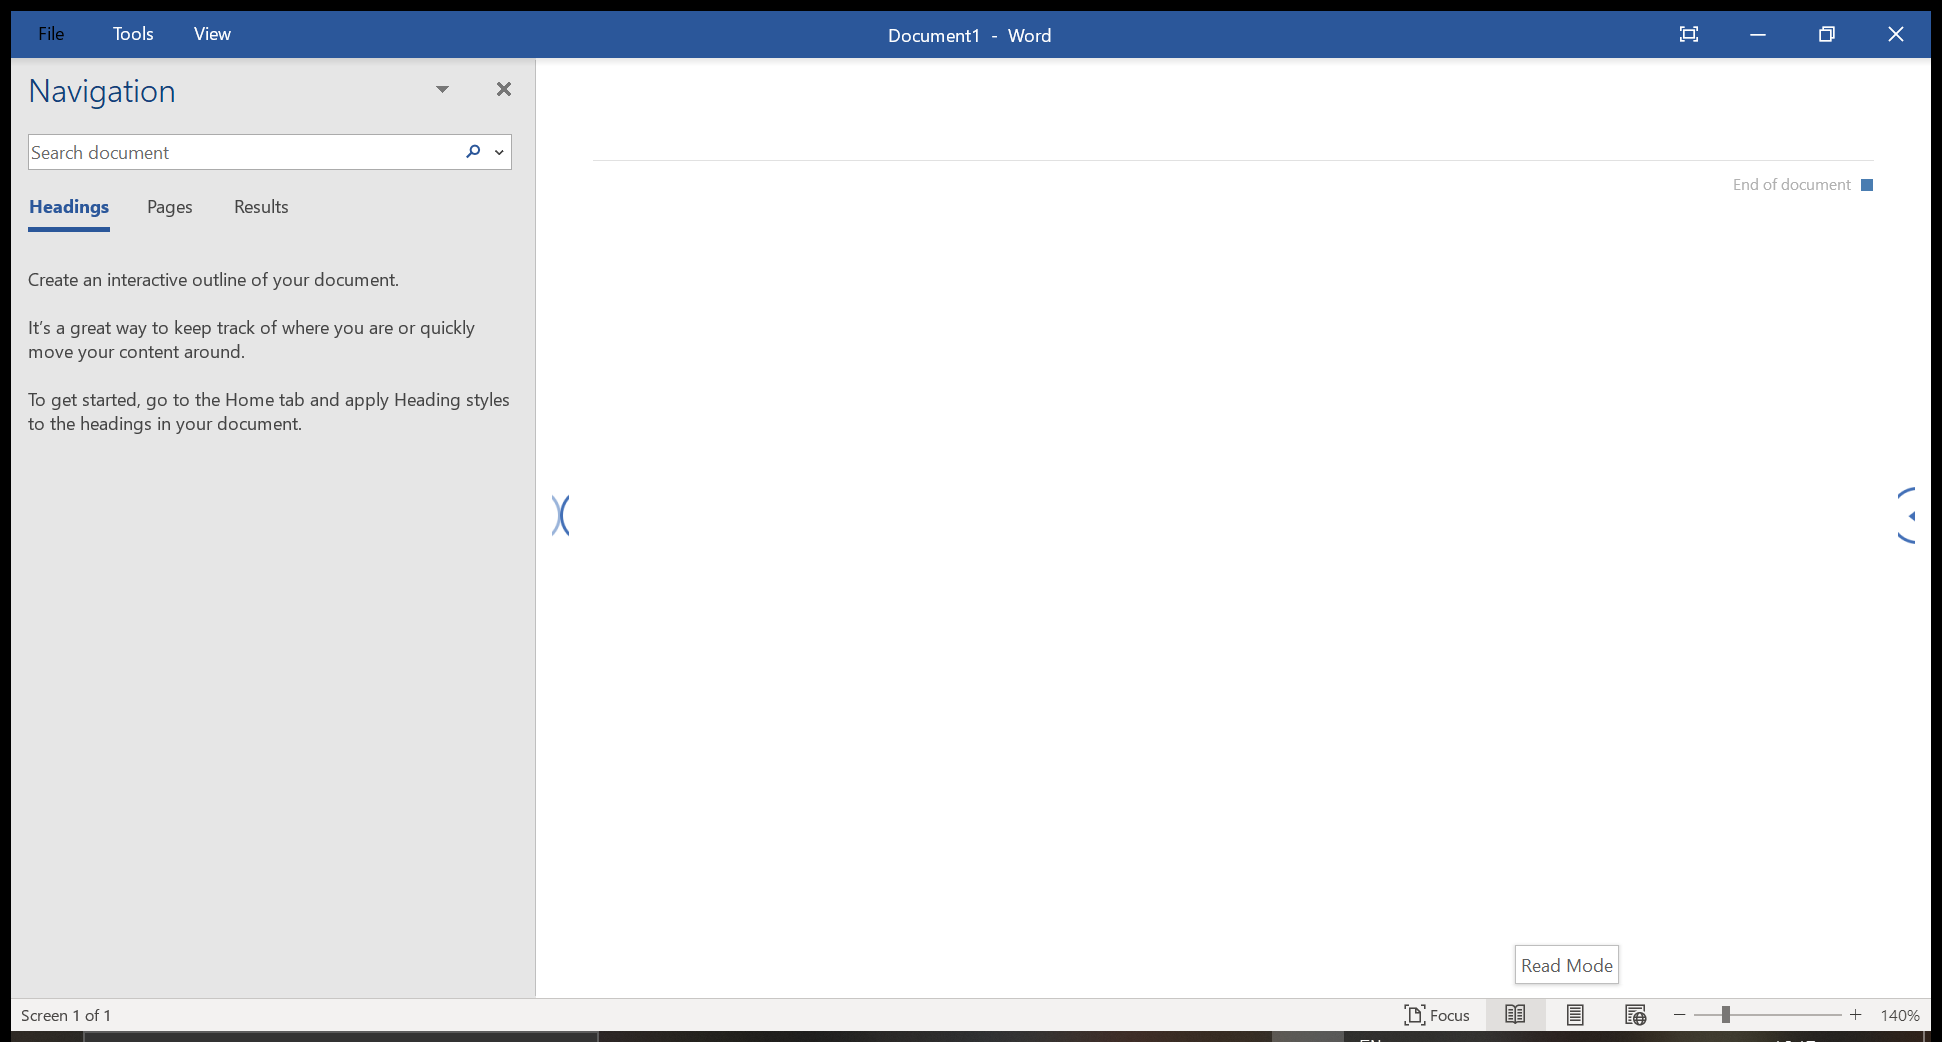 File Tools View Document1 - Word
Navigation
Search document
Headings Pages Results
Create an interactive outline of your document.
It's a great way to keep track of where you are or quickly
move your content around.
To get started, go to the Home tab and apply Heading styles
to the headings in your document.
End of document
Read Mode
Screen 1 of 1 Focus 140%